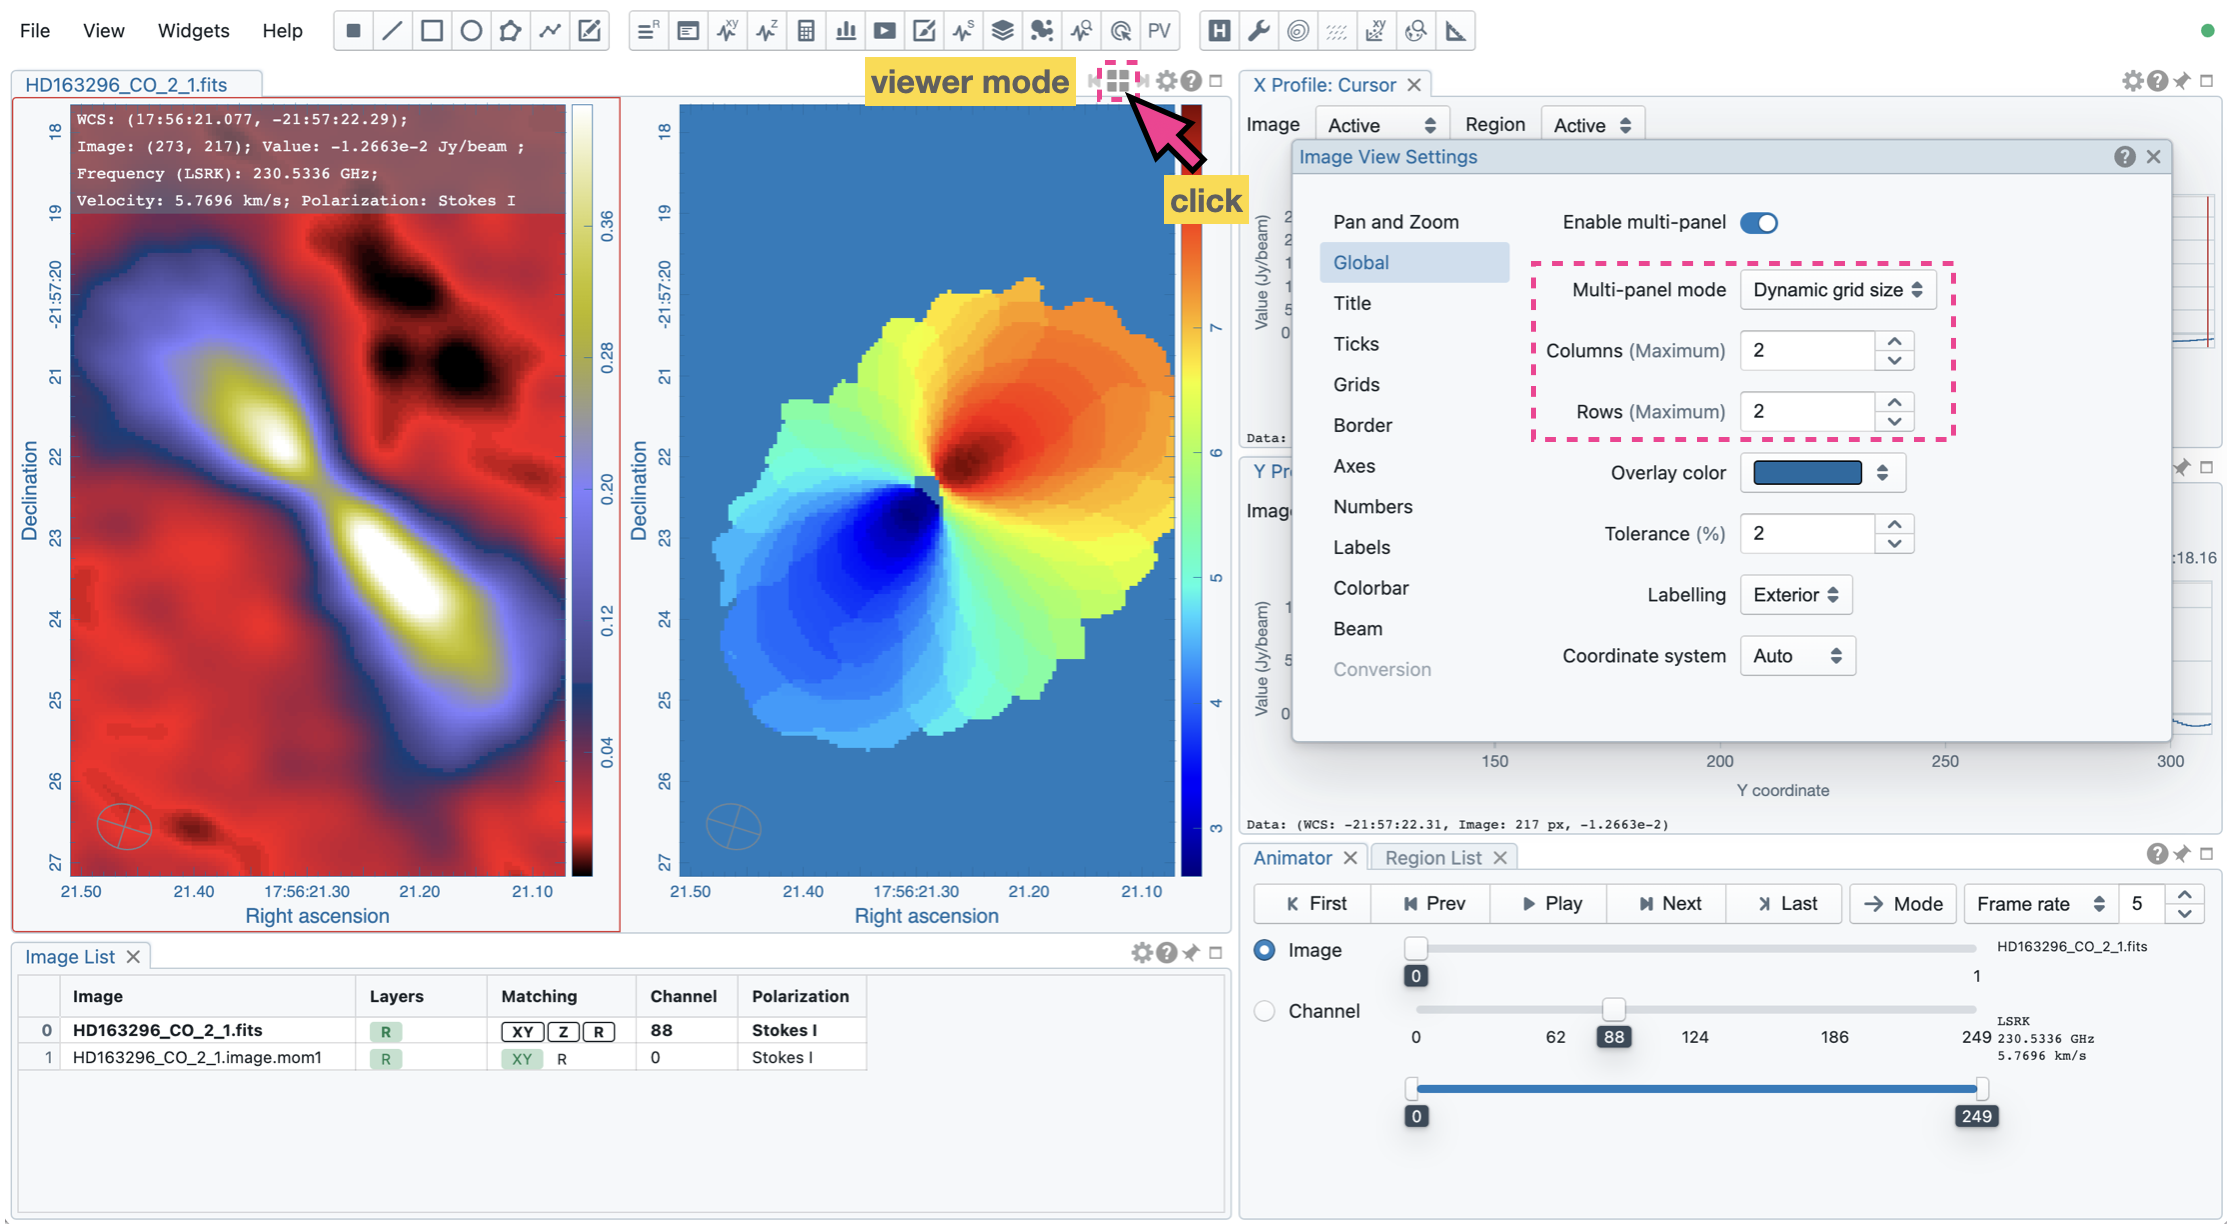 File View Widgets Help
R xy Z S PV H xy
HD163296_CO_2_1.fits
viewer mode
click
WCS: (17:56:21.077, -21:57:22.29);
Image: (273, 217); Value: -1.2663e-2 Jy/beam ;
Frequency (LSRK): 230.5336 GHz;
Velocity: 5.7696 km/s; Polarization: Stokes I
18
19
-21:57:20
21
22
23
24
25
26
27
Declination
21.50 21.40 17:56:21.30 21.20 21.10
Right ascension
0.36
0.28
0.20
0.12
0.04
18
19
-21:57:20
21
22
23
24
25
26
27
Declination
21.50 21.40 17:56:21.30 21.20 21.10
Right ascension
7
6
5
4
3
X Profile: Cursor
Image Active Region Active
Value (Jy/beam)
2
2
1
1
5
0
Data:
Image View Settings
Pan and Zoom
Global
Title
Ticks
Grids
Border
Axes
Numbers
Labels
Colorbar
Beam
Conversion
Enable multi-panel
Multi-panel mode Dynamic grid size
Columns (Maximum) 2
Rows (Maximum) 2
Overlay color
Tolerance (%) 2
Labelling Exterior
Coordinate system Auto
Y Pr
Imag
:18.16
Value (Jy/beam)
1
5
0
150 200 250 300
Y coordinate
Data: (WCS: -21:57:22.31, Image: 217 px, -1.2663e-2)
Image List
Image Layers Matching Channel Polarization
0 HD163296_CO_2_1.fits R XY Z R 88 Stokes I
1 HD163296_CO_2_1.image.mom1 R XY R 0 Stokes I
Animator Region List
First Prev Play Next Last Mode Frame rate 5
Image HD163296_CO_2_1.fits
0 1
Channel
0 62 88 124 186 249
LSRK
230.5336 GHz
5.7696 km/s
0 249